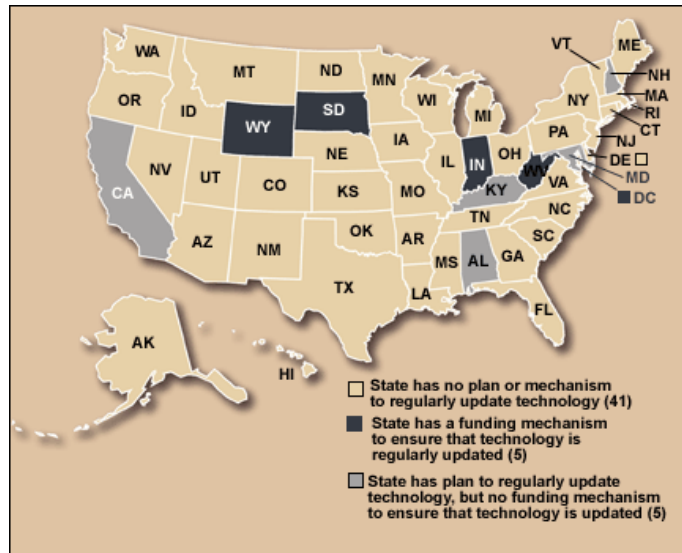 WA
MT
ND
MN
VT
ME
NH
OR
ID
SD
WI
MI
NY
MA
RI
CT
WY
IA
PA
NJ
NE
OH
DE
NV
UT
IL
IN
WV
MD
CA
CO
KS
MO
KY
VA
DC
NC
TN
AZ
NM
OK
AR
SC
MS
AL
GA
TX
LA
FL
AK
HI
State has no plan or mechanism
to regularly update technology (41)
State has a funding mechanism
to ensure that technology is
regularly updated (5)
State has plan to regularly update
technology, but no funding mechanism
to ensure that technology is updated (5)